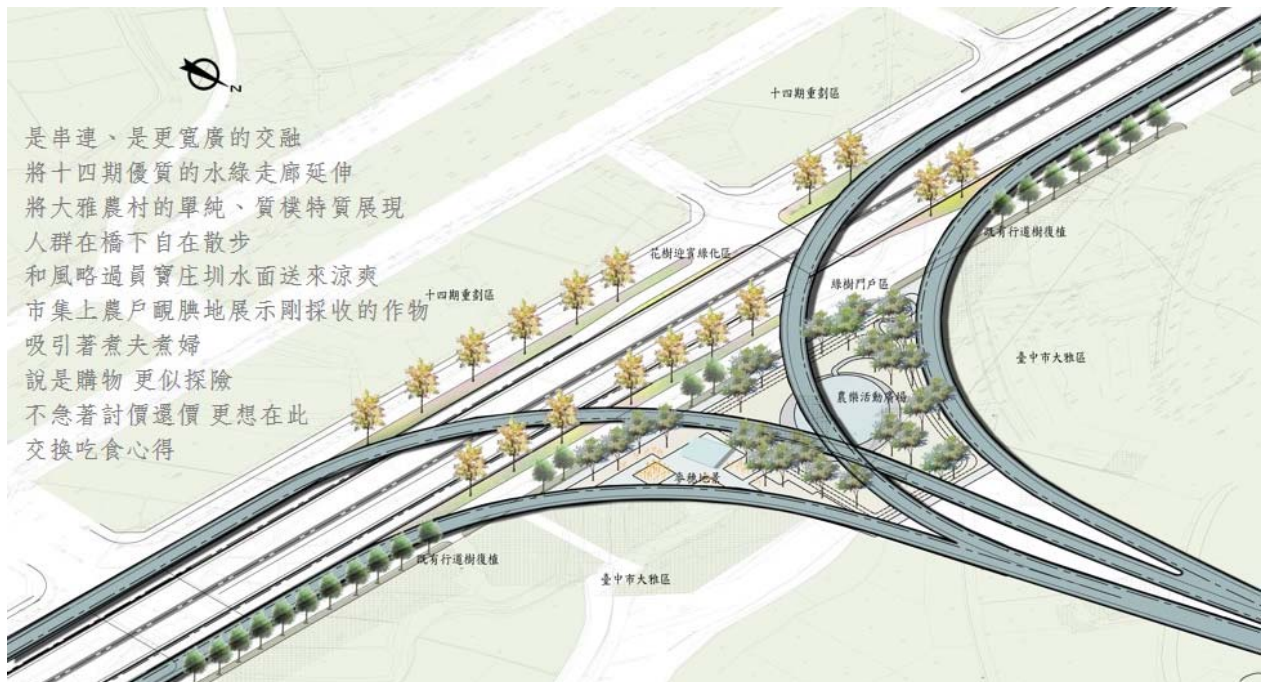 N
是串連、是更寬廣的交融
將十四期優質的水綠走廊延伸
將大雅農村的單純、質樸特質展現
人群在橋下自在散步
和風略過員寶庄圳水面送來涼爽
市集上農戶靦腆地展示剛採收的作物
吸引著煮夫煮婦
說是購物 更似探險
不急著討價還價 更想在此
交換吃食心得
十四期重劃區
花樹迎賓綠化區
十四期重劃區
既有行道樹復植
綠樹門戶區
臺中市大雅區
農樂活動廣場
麥穗地景
既有行道樹復植
臺中市大雅區